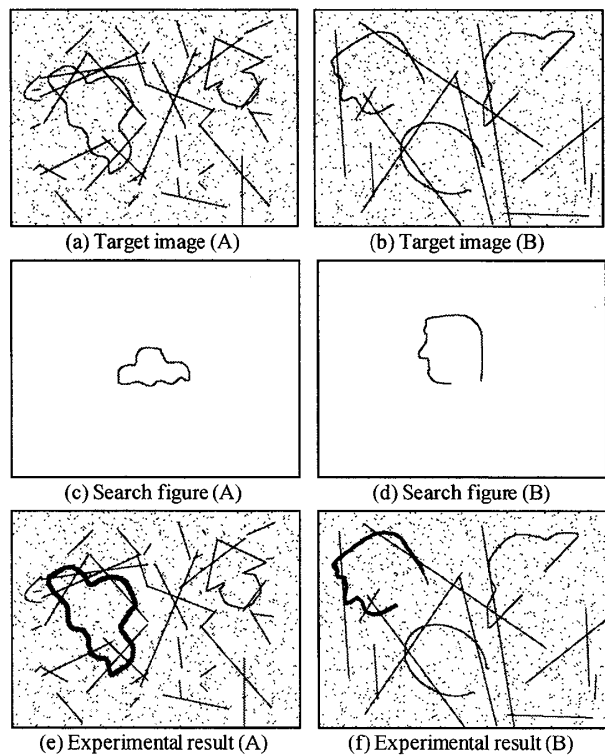 (a) Target image (A)
(b) Target image (B)
(c) Search figure (A)
(d) Search figure (B)
(e) Experimental result (A)
(f) Experimental result (B)